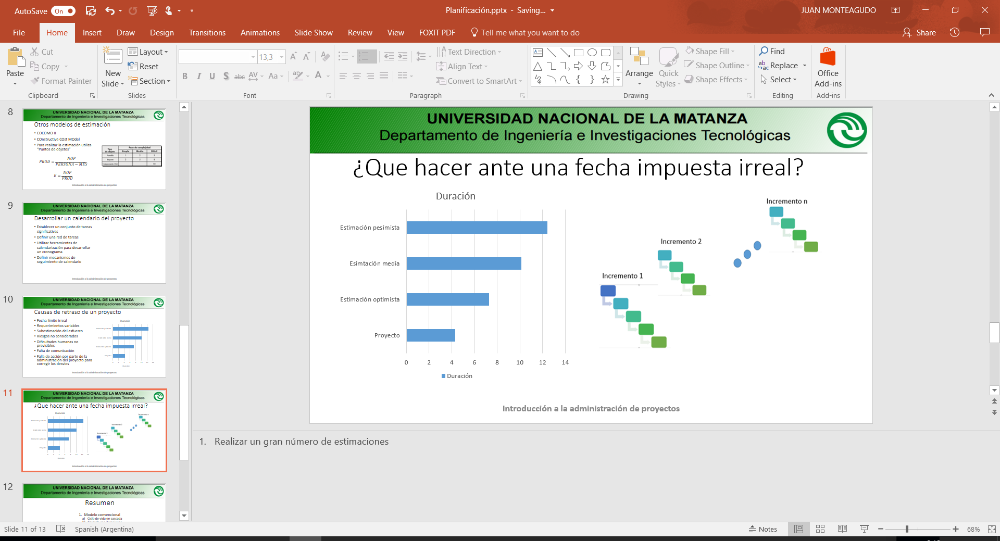 AutoSave On
Planificación.pptx - Saving...
JUAN MONTEAGUDO
File Home Insert Draw Design Transitions Animations Slide Show Review View FOXIT PDF Tell me what you want to do
Share
Paste
Cut
Copy
Format Painter
Clipboard
New Slide
Layout
Reset
Section
Slides
13,3
Font
Text Direction
Align Text
Convert to SmartArt
Paragraph
Arrange
Quick Styles
Shape Fill
Shape Outline
Shape Effects
Drawing
Find
Replace
Select
Editing
Office Add-ins
Add-ins
8
UNIVERSIDAD NACIONAL DE LA MATANZA
Departamento de Ingeniería e Investigaciones Tecnológicas
Otros modelos de estimación
• COCOMO II
• COnstructive COst MOdel
• Para realizar la estimación utiliza
"Puntos de objetos"
PROD = NOP / PERSONA − MES
E = NOP / PROD
Introducción a la administración de proyectos
9
UNIVERSIDAD NACIONAL DE LA MATANZA
Departamento de Ingeniería e Investigaciones Tecnológicas
Desarrollar un calendario del proyecto
• Establecer un conjunto de tareas
significativas
• Definir una red de tareas
• Utilizar herramientas de
calendarización para desarrollar
un cronograma
• Definir mecanismos de
seguimiento de calendario
Introducción a la administración de proyectos
10
UNIVERSIDAD NACIONAL DE LA MATANZA
Departamento de Ingeniería e Investigaciones Tecnológicas
Causas de retraso de un proyecto
• Fecha límite irreal
• Requerimientos variables
• Subestimación del esfuerzo
• Riesgos no considerados
• Dificultades humanas no
previsibles
• Falta de comunicación
• Falla de acción por parte de la
administración del proyecto para
corregir los desvíos
Duración
Introducción a la administración de proyectos
11
UNIVERSIDAD NACIONAL DE LA MATANZA
Departamento de Ingeniería e Investigaciones Tecnológicas
¿Que hacer ante una fecha impuesta irreal?
Duración
Introducción a la administración de proyectos
12
UNIVERSIDAD NACIONAL DE LA MATANZA
Departamento de Ingeniería e Investigaciones Tecnológicas
Resumen
1. Modelo convencional
a) Ciclo de vida en cascada
UNIVERSIDAD NACIONAL DE LA MATANZA
Departamento de Ingeniería e Investigaciones Tecnológicas
¿Que hacer ante una fecha impuesta irreal?
Duración
Estimación pesimista
Esimtación media
Estimación optimista
Proyecto
0 2 4 6 8 10 12 14
Duración
Incremento n
Incremento 2
Incremento 1
Introducción a la administración de proyectos
1. Realizar un gran número de estimaciones
Slide 11 of 13
Spanish (Argentina)
Notes
68%